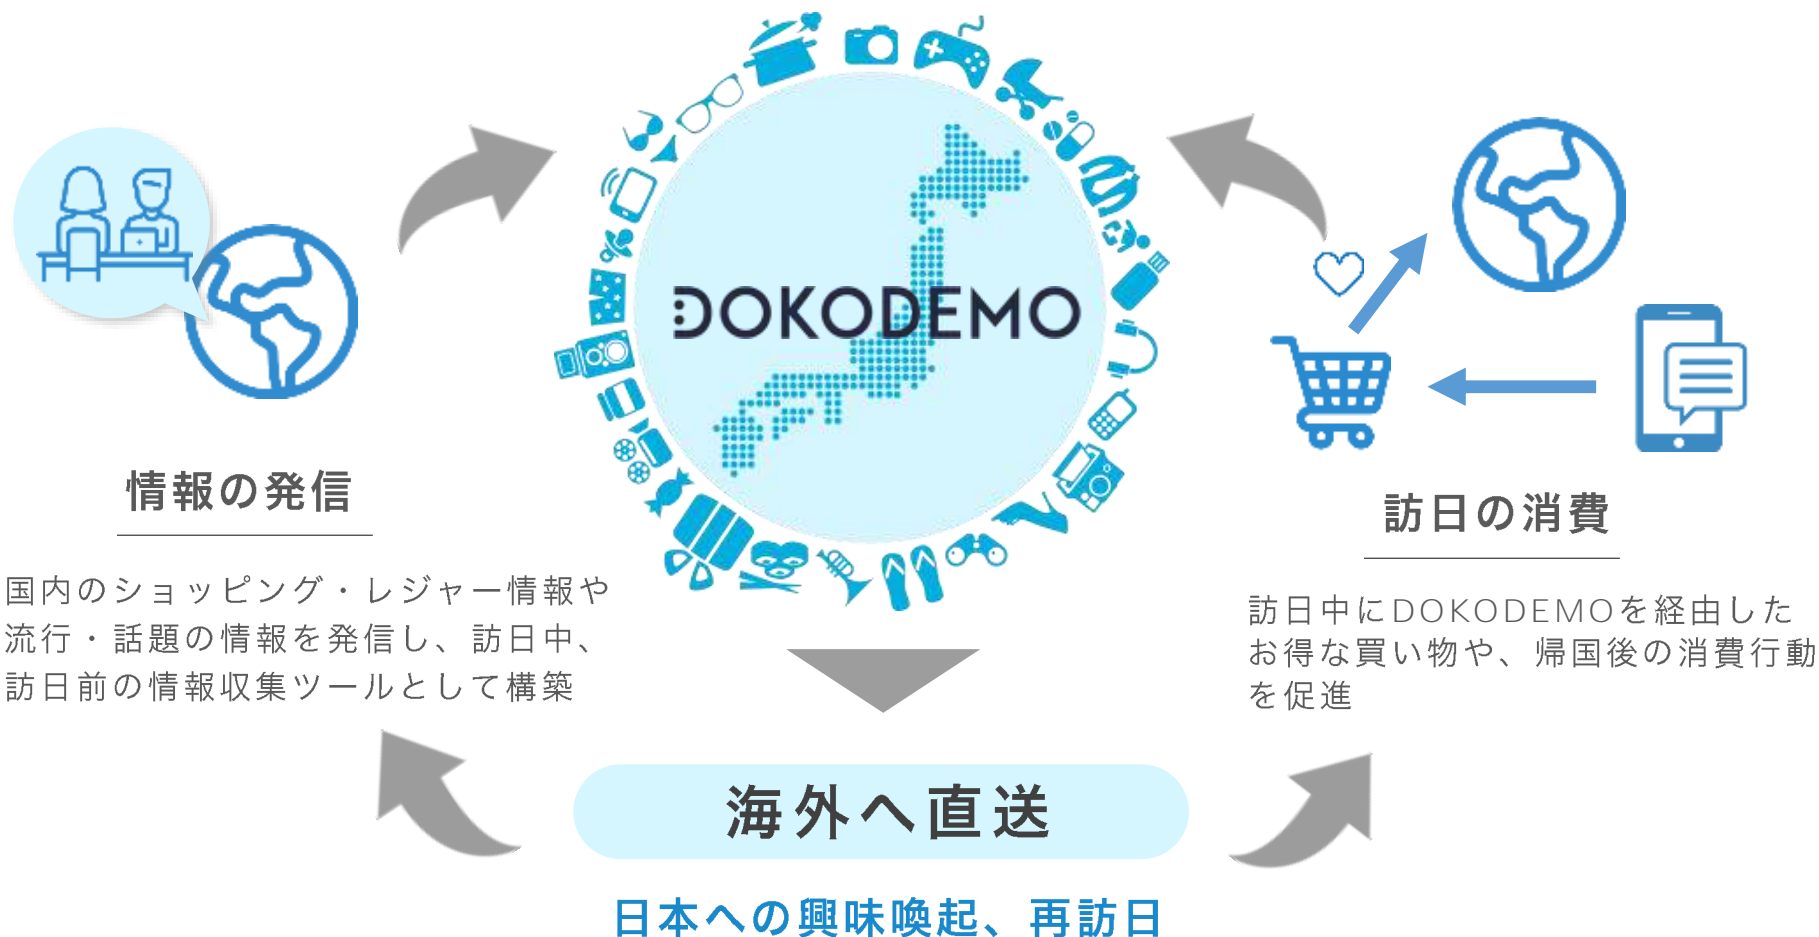 DOKODEMO
情報の発信
国内のショッピング・レジャー情報や
流行・話題の情報を発信し、訪日中、
訪日前の情報収集ツールとして構築
訪日の消費
訪日中にDOKODEMOを経由した
お得な買い物や、帰国後の消費行動
を促進
海外へ直送
日本への興味喚起、再訪日